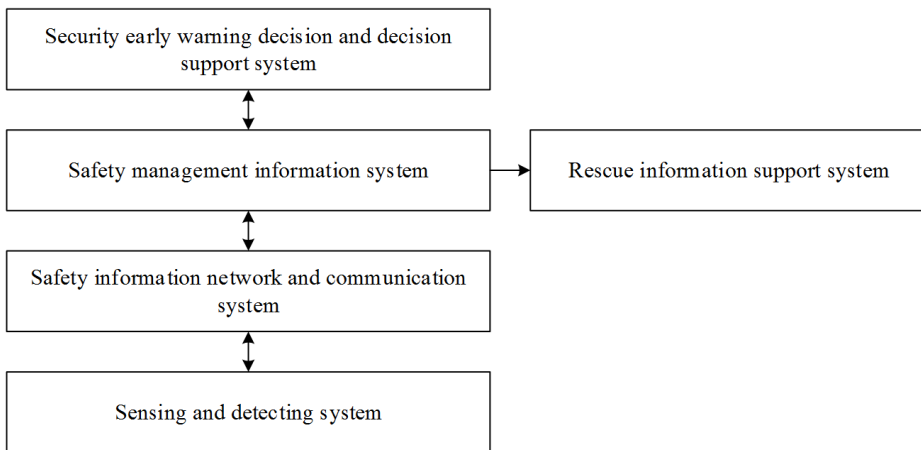 Security early warning decision and decision
support system
Safety management information system
Rescue information support system
Safety information network and communication
system
Sensing and detecting system